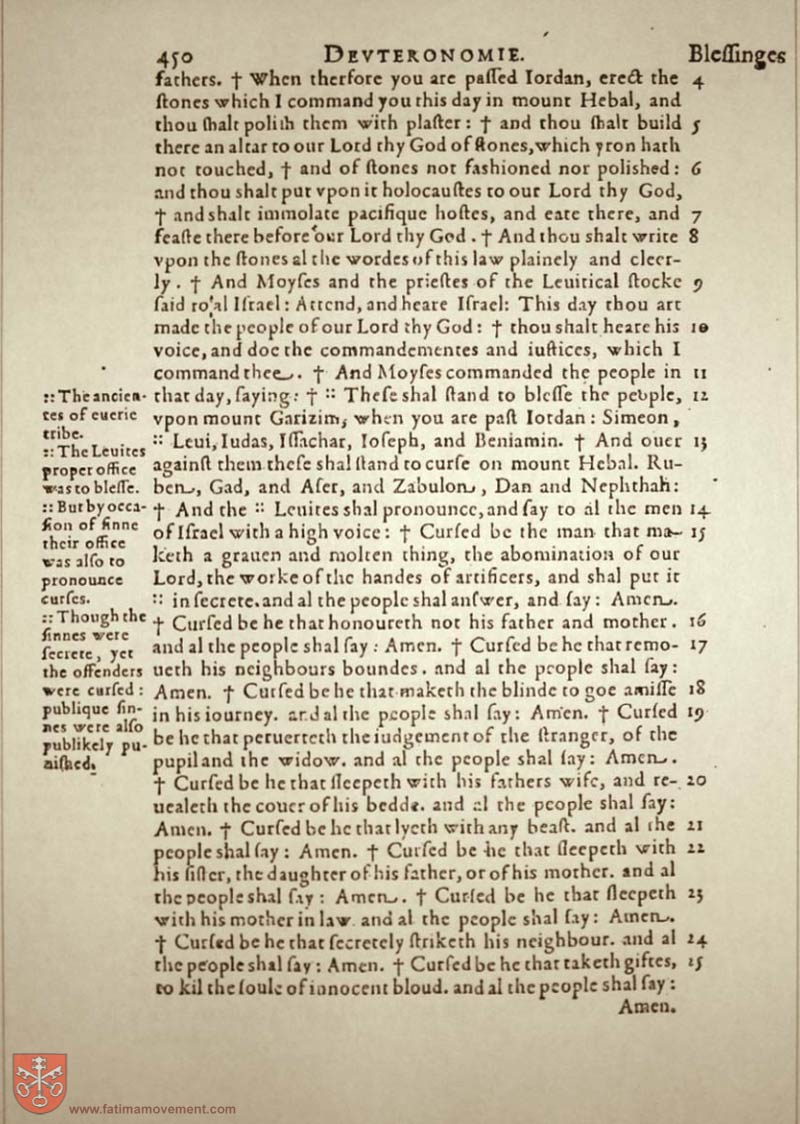 450 DEVTERONOMIE. Bleſſinges
fathers. † When therfore you are paſſed Iordan, erect the 4
ſtones which I command you this day in mount Hebal, and
thou ſhalt poliſh them with plaſter: † and thou ſhalt build 5
there an altar to our Lord thy God of ſtones, which yron hath
not touched, † and of ſtones not faſhioned nor poliſhed: 6
and thou shalt put vpon it holocauſtes to our Lord thy God,
† and shalt immolate pacifique hoſtes, and eate there, and 7
feaſte there before our Lord thy God. † And thou shalt write 8
vpon the ſtones al the wordes of this law plainely and cleer-
ly. † And Moyſes and the prieſtes of the Leuitical ſtocke 9
ſaid to al Iſrael: Attend, and heare Iſrael: This day thou art
made the people of our Lord thy God: † thou shalt heare his 10
voice, and doe the commandementes and iuſtices, which I
command thee. † And Moyſes commanded the people in 11
:: The ancien- that day, ſaying: † :: Theſe shal ſtand to bleſſe the people, 12
tes of euerie vpon mount Garizim, when you are paſt Iordan: Simeon,
tribe. :: Leui, Iudas, Iſſachar, Ioſeph, and Beniamin. † And ouer 13
:: The Leuites against them theſe shal ſtand to curſe on mount Hebal. Ru-
proper office ben, Gad, and Aſer, and Zabulon, Dan and Nephthali:
was to bleſſe. † And the :: Leuites shal pronounce, and ſay to al the men 14
:: But by occa- of Iſrael with a high voice: † Curſed be the man that ma- 15
ſion of ſinne keth a grauen and molten thing, the abomination of our
their office Lord, the worke of the handes of artificers, and shal put it
was alſo to :: in ſecrete. and al the people shal anſwer, and ſay: Amen.
pronounce † Curſed be he that honoureth not his father and mother. 16
curſes. and al the people shal ſay: Amen. † Curſed be he that remo- 17
:: Though the ueth his neighbours boundes. and al the people shal ſay:
ſinnes were Amen. † Curſed be he that maketh the blinde to goe amiſſe 18
ſecrete, yet in his iourney. and al the people shal ſay: Amen. † Curſed 19
the offenders be he that peruerteth the iudgement of the ſtranger, of the
were curſed: pupil and the widow. and al the people shal ſay: Amen.
publique ſin- † Curſed be he that ſleepeth with his fathers wife, and re- 20
nes were alſo uealeth the couer of his bedde. and al the people shal ſay:
publikely pu- Amen. † Curſed be he that lyeth with any beaſt. and al the 21
niſhed. people shal ſay: Amen. † Curſed be he that ſleepeth with 22
his ſiſter, the daughter of his father, or of his mother. and al
the people shal ſay: Amen. † Curſed be he that ſleepeth 23
with his mother in law. and al the people shal ſay: Amen.
† Curſed be he that ſecretely ſtriketh his neighbour. and al 24
the people shal ſay: Amen. † Curſed be he that taketh giftes, 25
to kil the ſoule of innocent bloud. and al the people shal ſay:
Amen.
www.fatimamovement.com